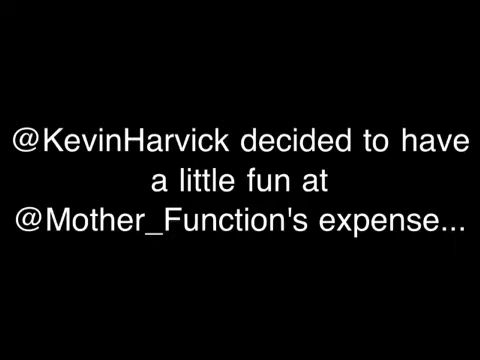 @KevinHarvick decided to have
a little fun at
@Mother_Function's expense...